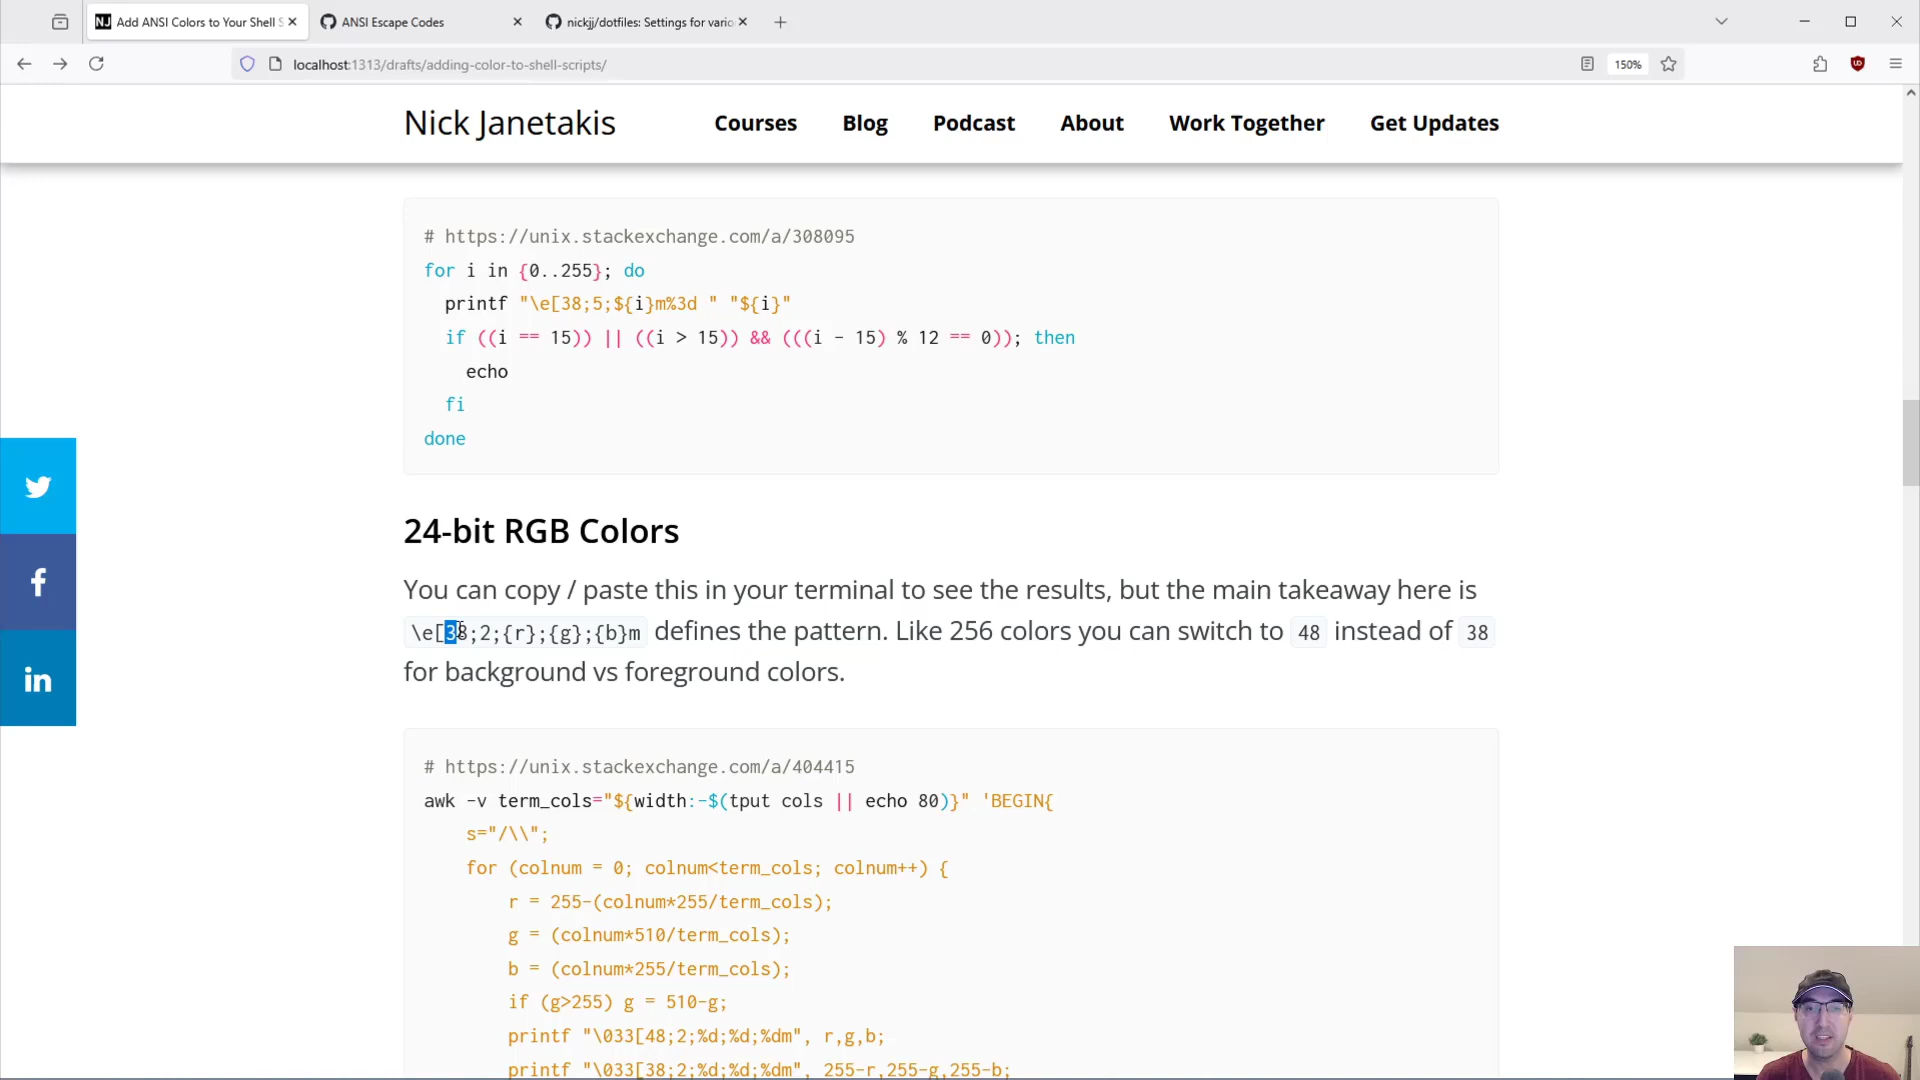 Add ANSI Colors to Your Shell S
ANSI Escape Codes
nickjj/dotfiles: Settings for vario
localhost:1313/drafts/adding-color-to-shell-scripts/
150%
Nick Janetakis
Courses
Blog
Podcast
About
Work Together
Get Updates
# https://unix.stackexchange.com/a/308095
for i in {0..255}; do
  printf "\e[38;5;${i}m%3d " "${i}"
  if ((i == 15)) || ((i > 15)) && (((i - 15) % 12 == 0)); then
    echo
  fi
done
24-bit RGB Colors
You can copy / paste this in your terminal to see the results, but the main takeaway here is
\e[38;2;{r};{g};{b}m defines the pattern. Like 256 colors you can switch to 48 instead of 38
for background vs foreground colors.
# https://unix.stackexchange.com/a/404415
awk -v term_cols="${width:-$(tput cols || echo 80)}" 'BEGIN{
    s="/\\";
    for (colnum = 0; colnum<term_cols; colnum++) {
        r = 255-(colnum*255/term_cols);
        g = (colnum*510/term_cols);
        b = (colnum*255/term_cols);
        if (g>255) g = 510-g;
        printf "\033[48;2;%d;%d;%dm", r,g,b;
        printf "\033[38;2;%d;%d;%dm", 255-r,255-g,255-b;